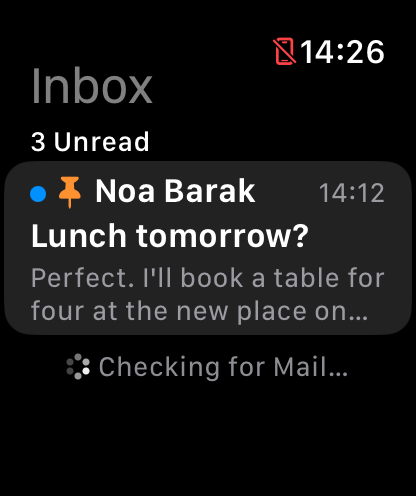 14:26
Inbox
3 Unread
Noa Barak 14:12
Lunch tomorrow?
Perfect. I'll book a table for
four at the new place on...
Checking for Mail...